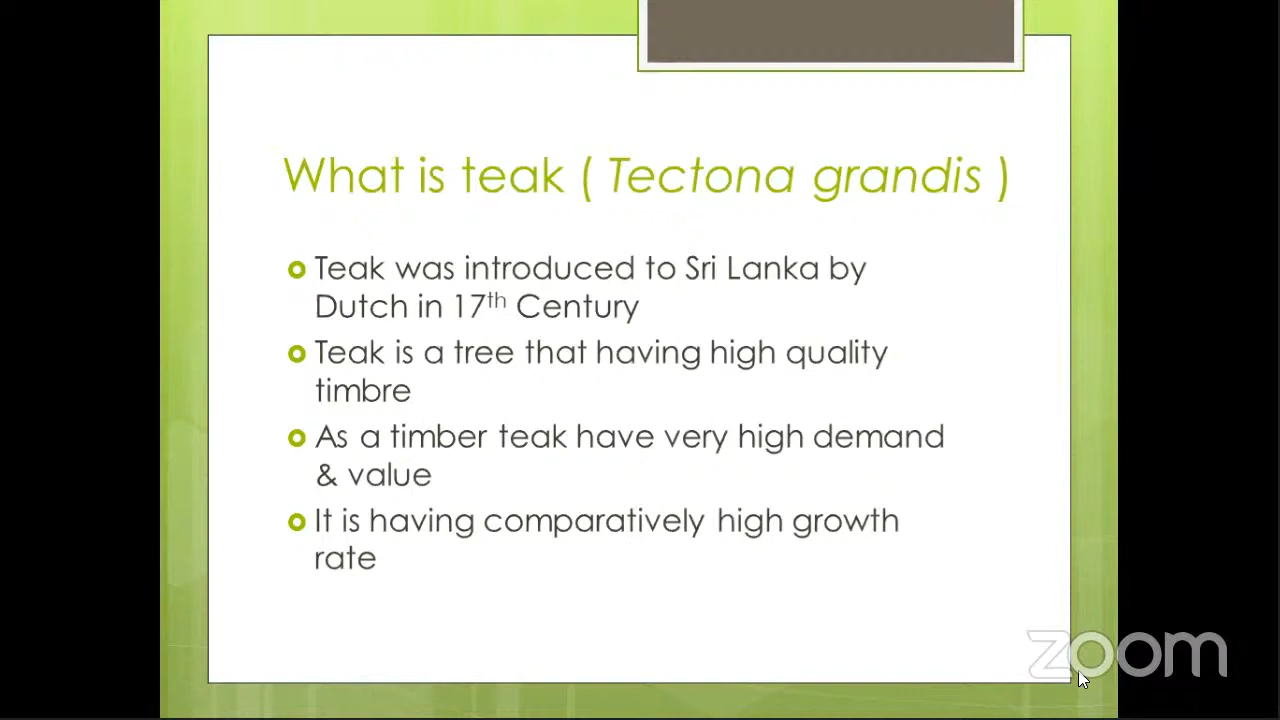 What is teak ( Tectona grandis )
Teak was introduced to Sri Lanka by
Dutch in 17th Century
Teak is a tree that having high quality
timbre
As a timber teak have very high demand
& value
It is having comparatively high growth
rate
zoom